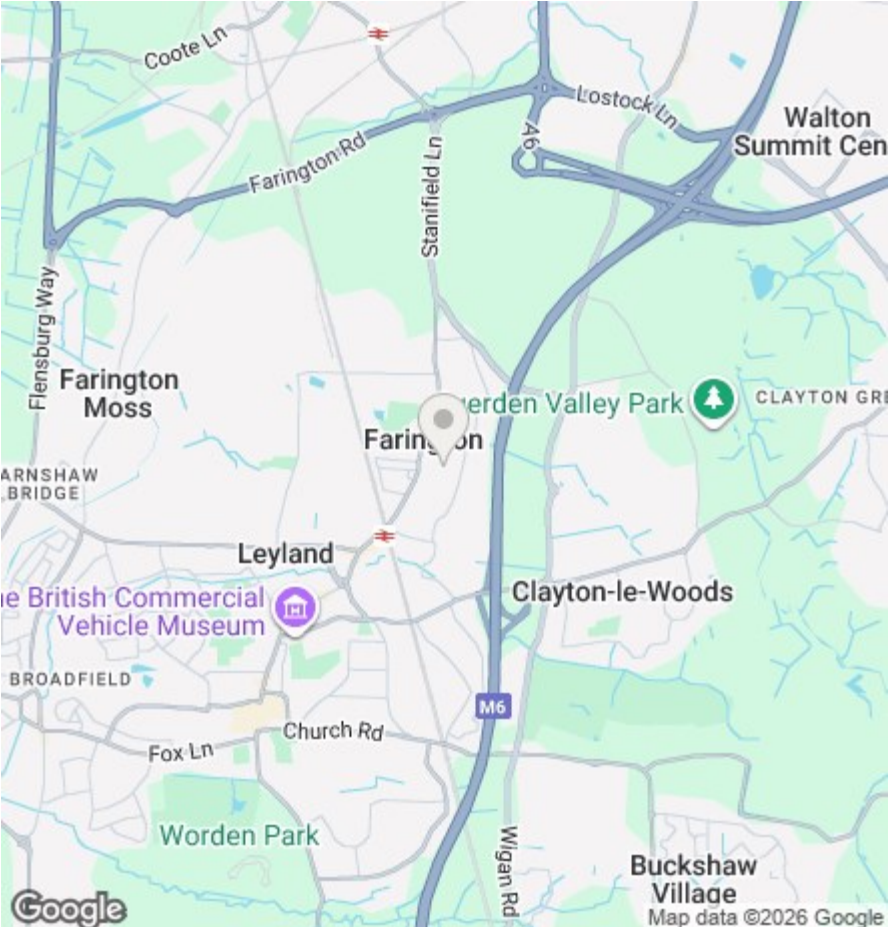 Coote Ln
Lostock Ln
A6
Walton
Summit Cen
Farington Rd
Stanifield Ln
Flensburg Way
Farington
Moss
erden Valley Park
CLAYTON GRE
Faring on
ARNSHAW
BRIDGE
Leyland
e British Commercial
Vehicle Museum
Clayton-le-Woods
BROADFIELD
M6
Church Rd
Fox Ln
Worden Park
Wigan Rd
Buckshaw
Village
Google
Map data ©2026 Google